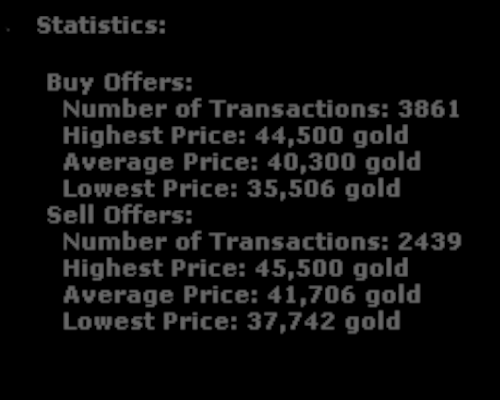 Statistics:
Buy Offers:
Number of Transactions: 3861
Highest Price: 44,500 gold
Average Price: 40,300 gold
Lowest Price: 35,506 gold
Sell Offers:
Number of Transactions: 2439
Highest Price: 45,500 gold
Average Price: 41,706 gold
Lowest Price: 37,742 gold